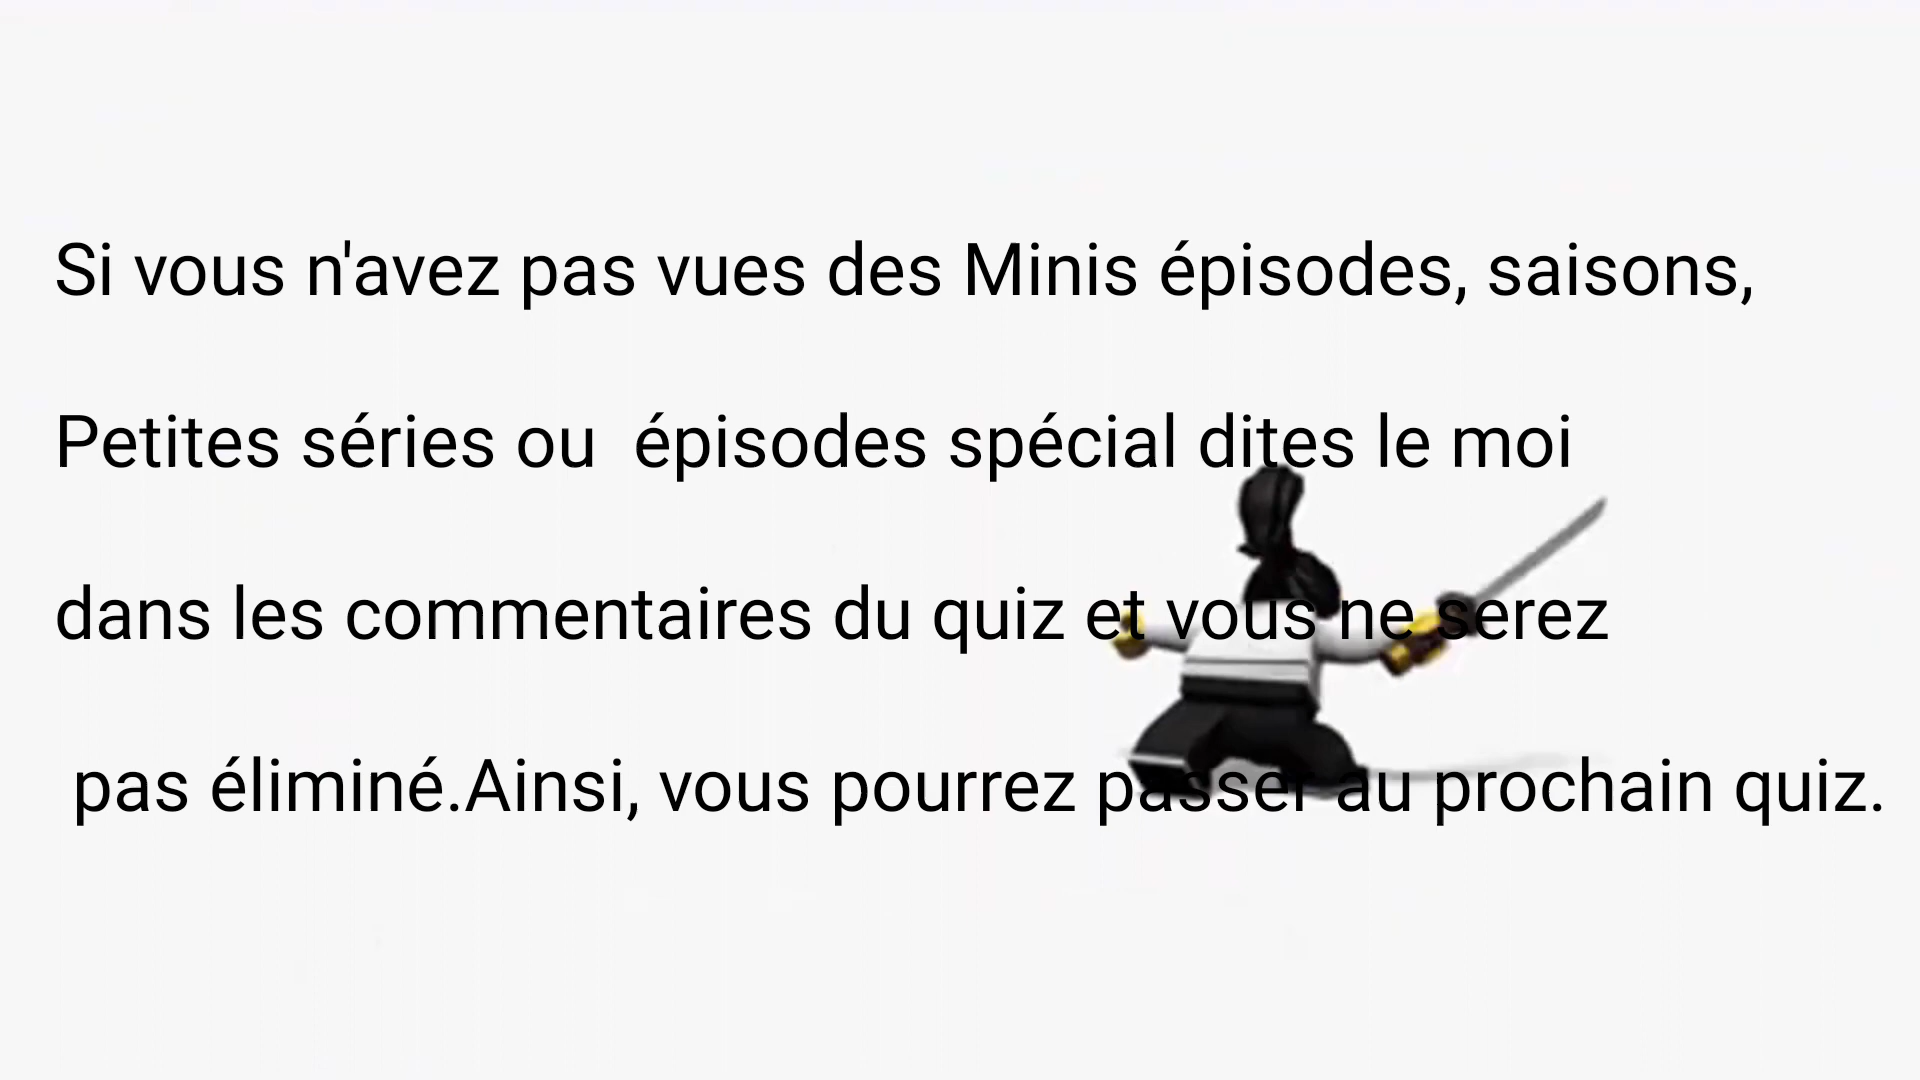 Si vous n'avez pas vues des Minis épisodes, saisons,
Petites séries ou  épisodes spécial dites le moi
dans les commentaires du quiz et vous ne serez
pas éliminé.Ainsi, vous pourrez passer au prochain quiz.